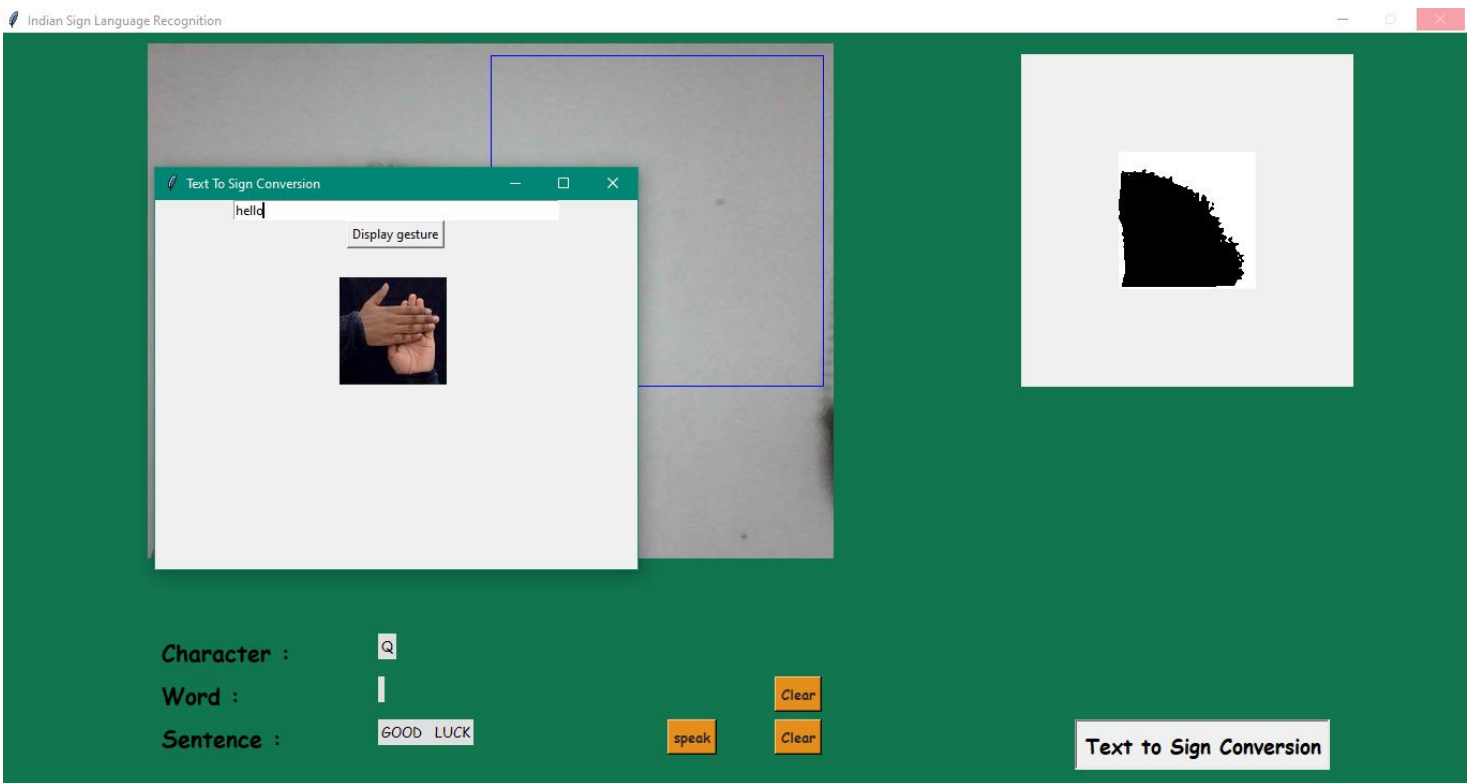 Indian Sign Language Recognition
Text To Sign Conversion
hello
Display gesture
Character :
Q
Word :
Clear
Sentence :
GOOD LUCK
speak
Clear
Text to Sign Conversion